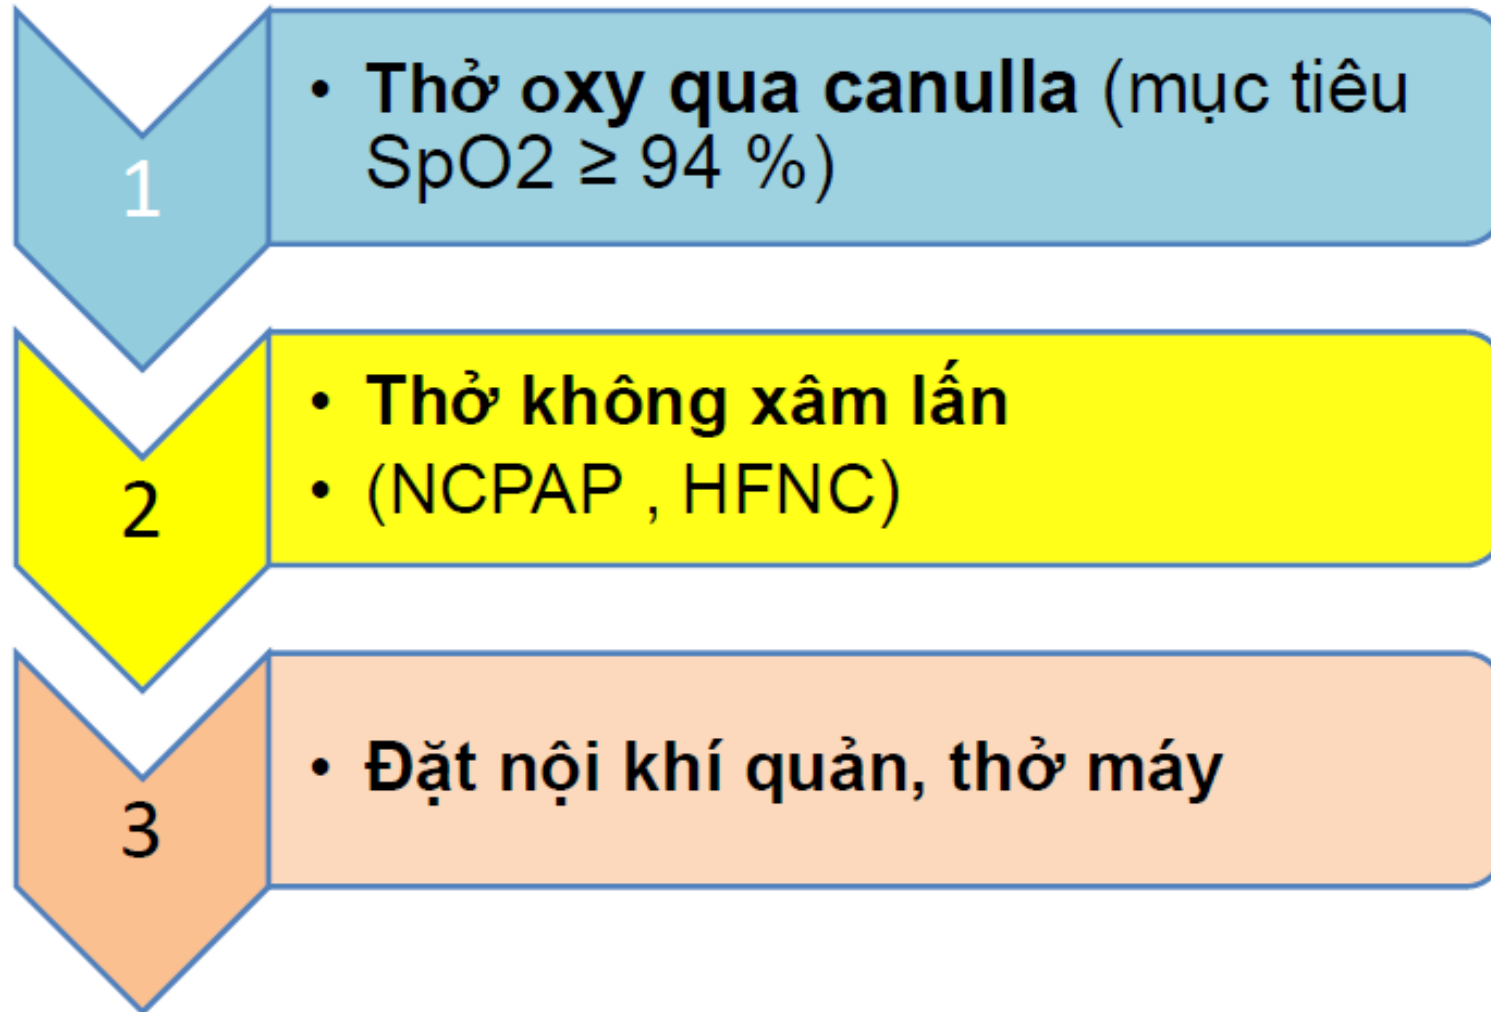 1
• Thở oxy qua canulla (mục tiêu
SpO2 ≥ 94 %)
2
• Thở không xâm lấn
• (NCPAP , HFNC)
3
• Đặt nội khí quản, thở máy